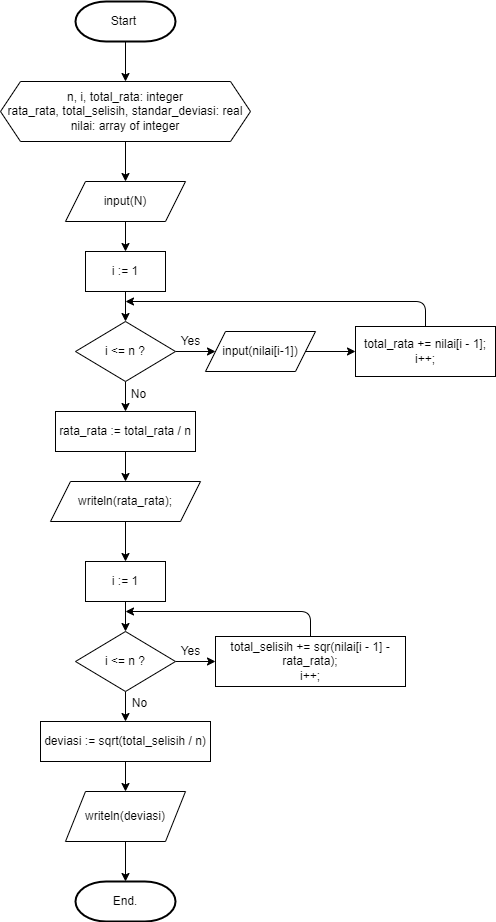 Start
n, i, total_rata: integer
rata_rata, total_selisih, standar_deviasi: real
nilai: array of integer
input(N)
i := 1
i <= n ?
Yes
input(nilai[i-1])
total_rata += nilai[i - 1];
i++;
No
rata_rata := total_rata / n
writeln(rata_rata);
i := 1
i <= n ?
Yes
total_selisih += sqr(nilai[i - 1] -
rata_rata);
i++;
No
deviasi := sqrt(total_selisih / n)
writeln(deviasi)
End.